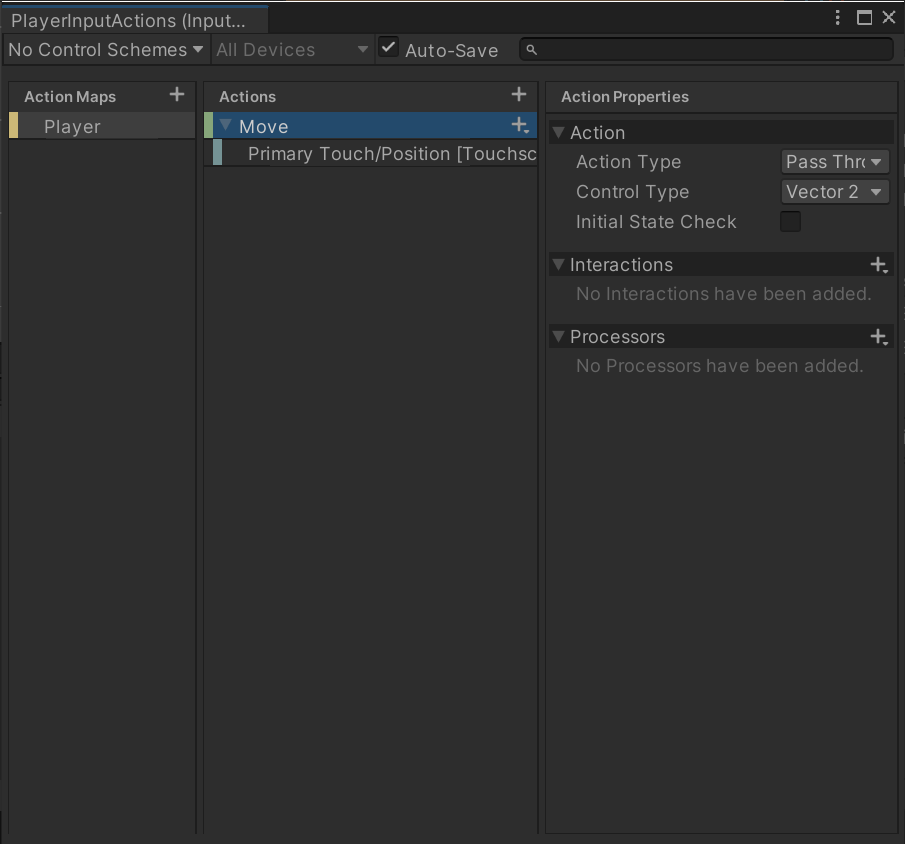 PlayerInputActions (Input...
No Control Schemes All Devices Auto-Save
Action Maps Actions Action Properties
Player
Move
Primary Touch/Position [Touchsc
Action
Action Type Pass Thr
Control Type Vector 2
Initial State Check
Interactions
No Interactions have been added.
Processors
No Processors have been added.